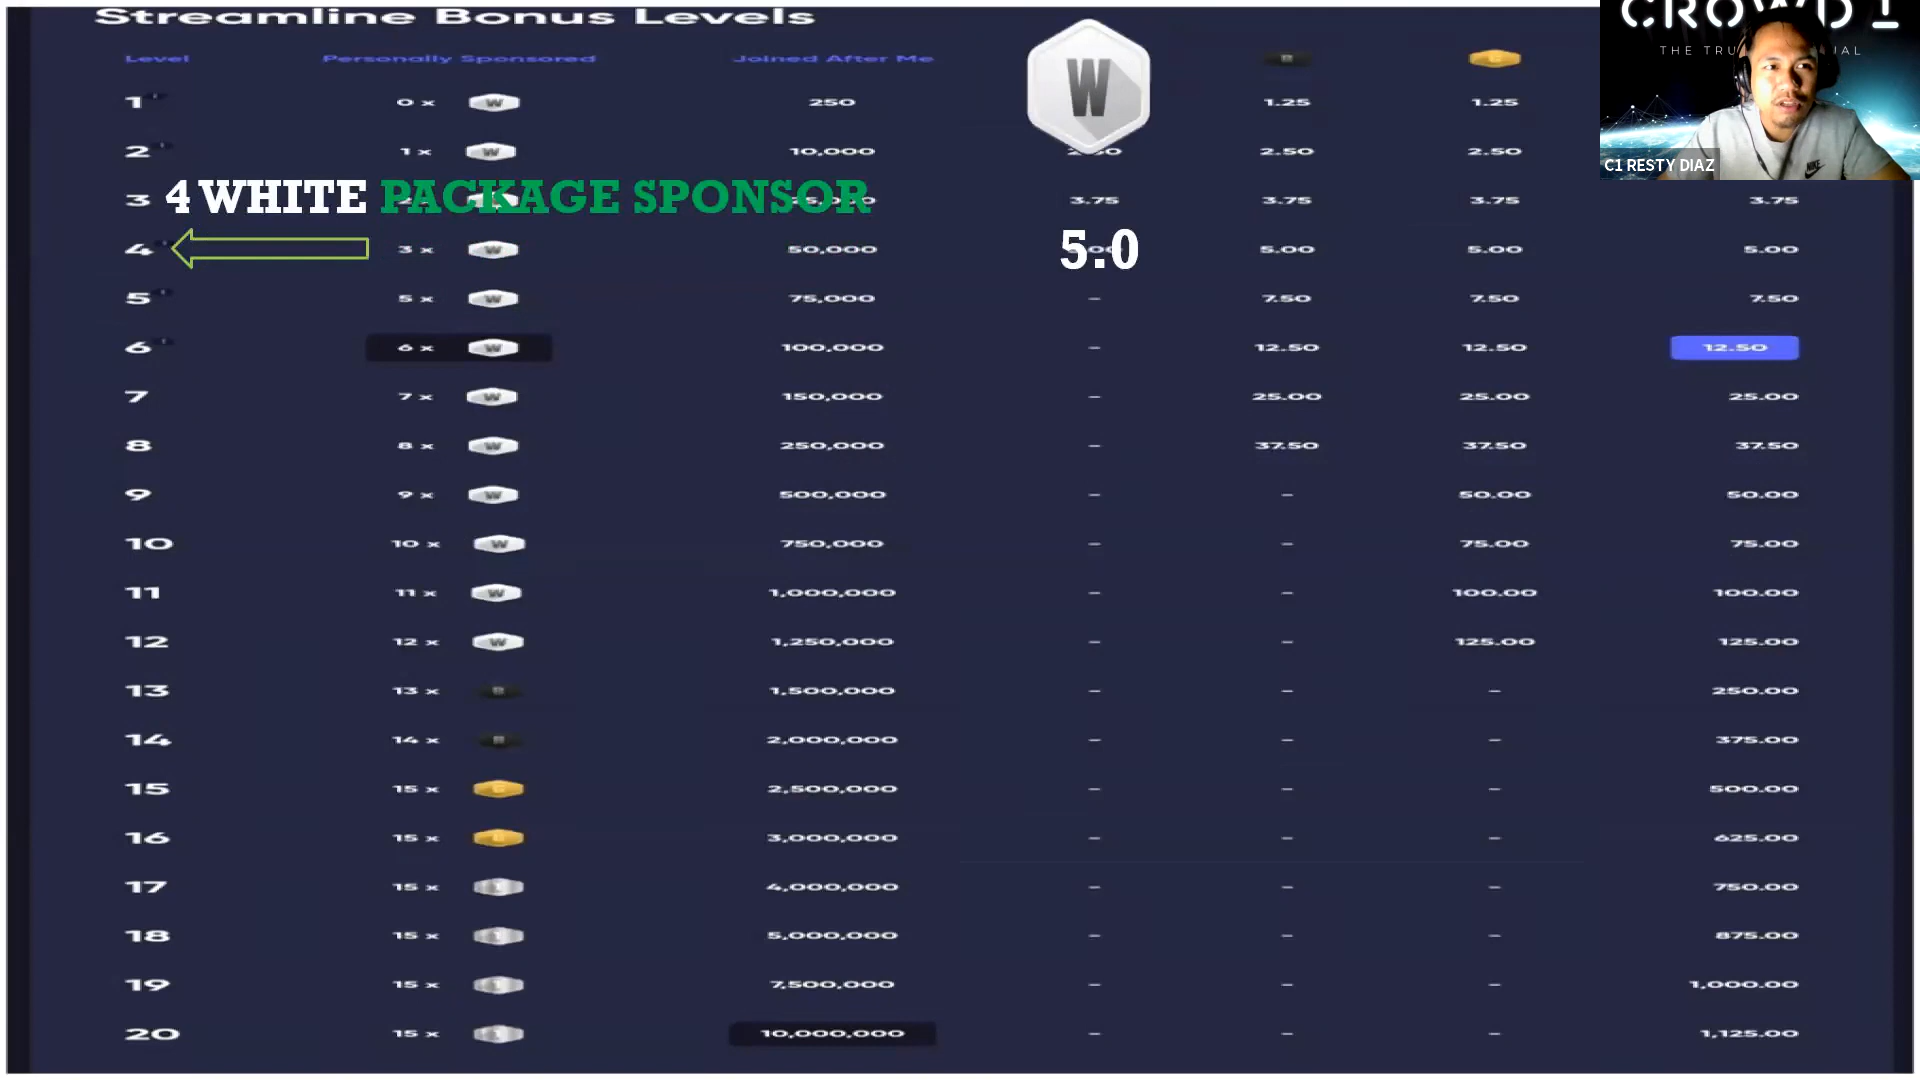 Streamline Bonus Levels
CROWD1
THE TRU IAL
Level Personally Sponsored Joined After Me
W
1 0 x W 250 1.25 1.25
2 1 x W 10,000 2.50 2.50 2.50
C1 RESTY DIAZ
4 WHITE PACKAGE SPONSOR
3 3.75 3.75 3.75 3.75
4 3 x W 50,000 5.0 5.00 5.00 5.00
5 5 x W 75,000 – 7.50 7.50 7.50
6 6 x W 100,000 – 12.50 12.50 12.50
7 7 x W 150,000 – 25.00 25.00 25.00
8 8 x W 250,000 – 37.50 37.50 37.50
9 9 x W 500,000 – – 50.00 50.00
10 10 x W 750,000 – – 75.00 75.00
11 11 x W 1,000,000 – – 100.00 100.00
12 12 x W 1,250,000 – – 125.00 125.00
13 13 x B 1,500,000 – – – 250.00
14 14 x B 2,000,000 – – – 375.00
15 15 x 2,500,000 – – – 500.00
16 15 x 3,000,000 – – – 625.00
17 15 x 4,000,000 – – – 750.00
18 15 x 5,000,000 – – – 875.00
19 15 x 7,500,000 – – – 1,000.00
20 15 x 10,000,000 – – – 1,125.00